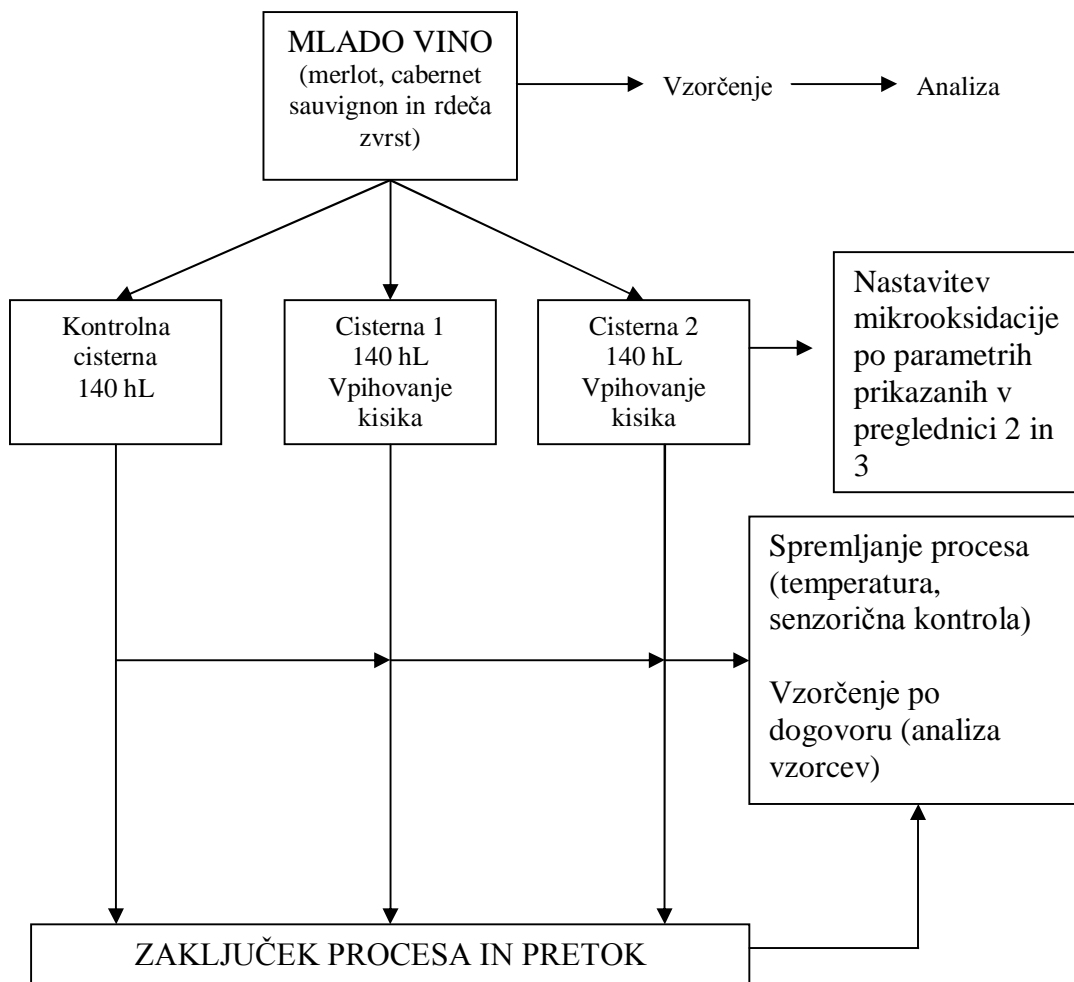 MLADO VINO
(merlot, cabernet
sauvignon in rdeča
zvrst)
Vzorčenje
Analiza
Kontrolna
cisterna
140 hL
Cisterna 1
140 hL
Vpihovanje
kisika
Cisterna 2
140 hL
Vpihovanje
kisika
Nastavitev
mikrooksidacije
po parametrih
prikazanih v
preglednici 2 in
3
Spremljanje procesa
(temperatura,
senzorična kontrola)
Vzorčenje po
dogovoru (analiza
vzorcev)
ZAKLJUČEK PROCESA IN PRETOK